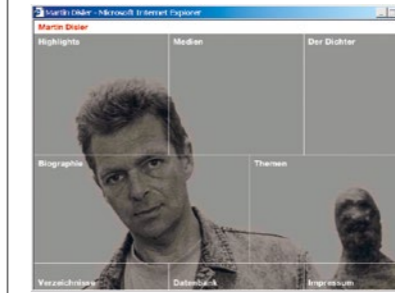 Martin Disler - Microsoft Internet Explorer
Martin Disler
Highlights Medien Der Dichter
Biographie Themen
Verzeichnisse Datenbank Impressum